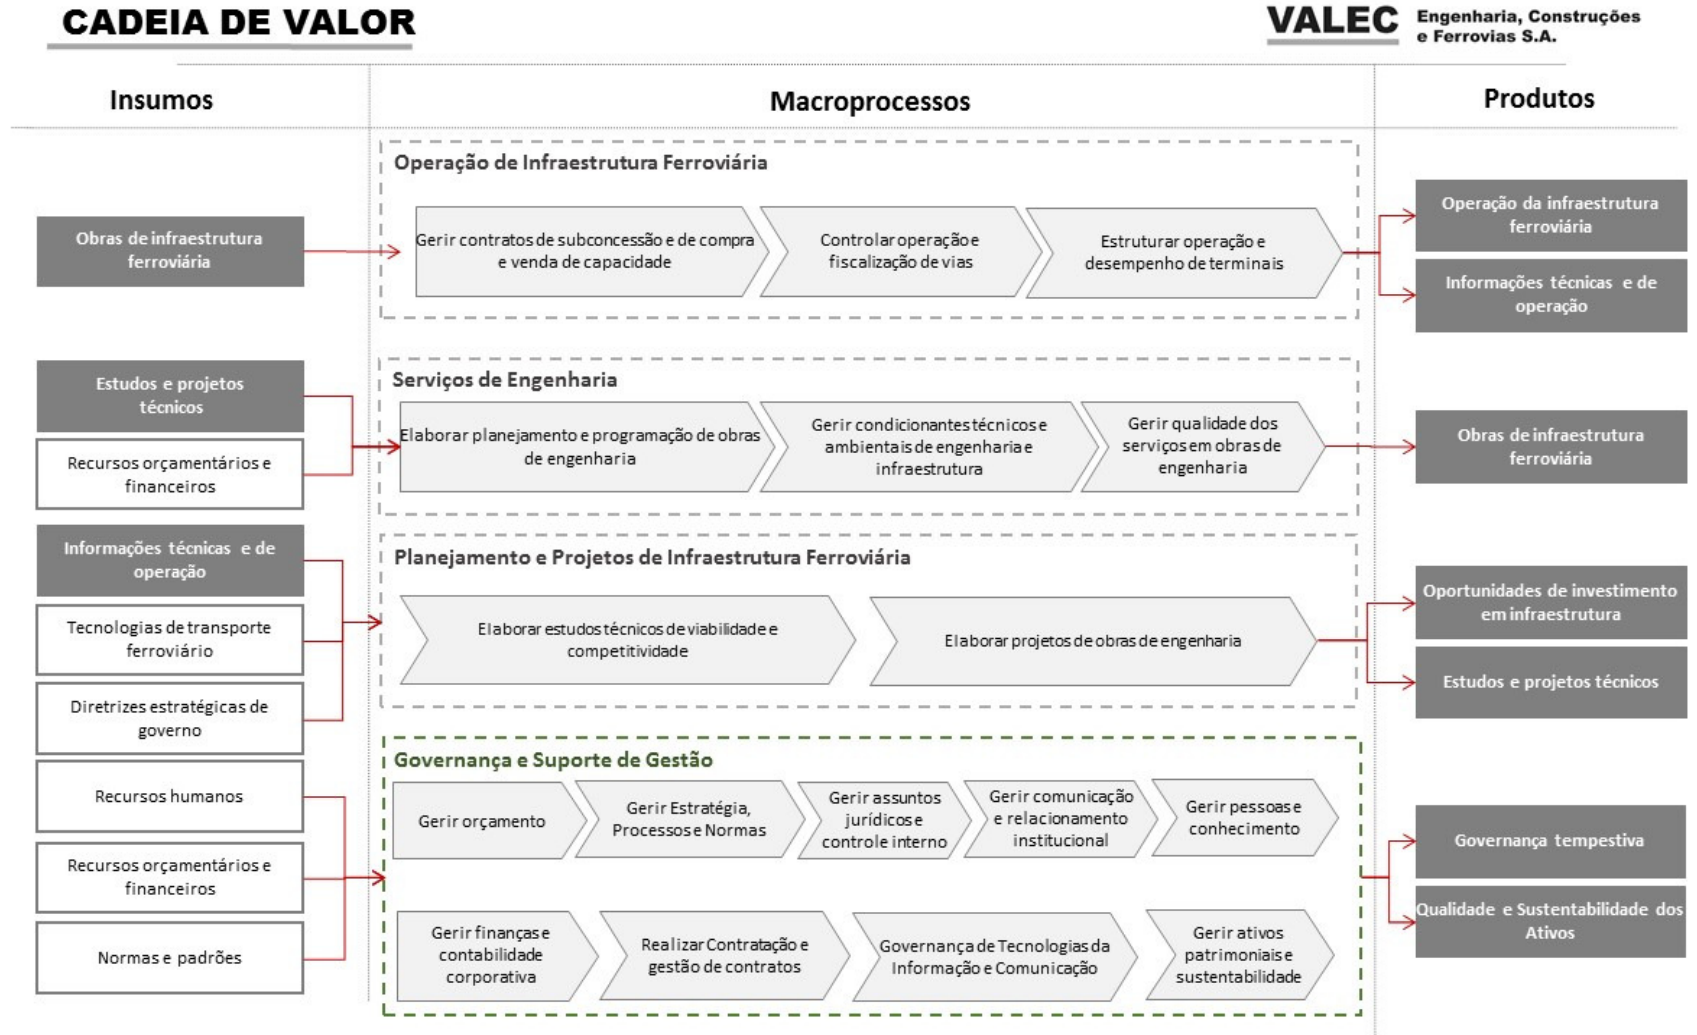 CADEIA DE VALOR
VALEC
Engenharia, Construções
e Ferrovias S.A.
Insumos
Macroprocessos
Produtos
Operação de Infraestrutura Ferroviária
Obras de infraestrutura
ferroviária
Gerir contratos de subconcessão e de compra
e venda de capacidade
Controlar operação e
fiscalização de vias
Estruturar operação e
desempenho de terminais
Operação da infraestrutura
ferroviária
Informações técnicas e de
operação
Serviços de Engenharia
Estudos e projetos
técnicos
Recursos orçamentários e
financeiros
Elaborar planejamento e programação de obras
de engenharia
Gerir condicionantes técnicos e
ambientais de engenharia e
infraestrutura
Gerir qualidade dos
serviços em obras de
engenharia
Obras de infraestrutura
ferroviária
Planejamento e Projetos de Infraestrutura Ferroviária
Informações técnicas e de
operação
Tecnologias de transporte
ferroviário
Diretrizes estratégicas de
governo
Elaborar estudos técnicos de viabilidade e
competitividade
Elaborar projetos de obras de engenharia
Oportunidades de investimento
em infraestrutura
Estudos e projetos técnicos
Governança e Suporte de Gestão
Recursos humanos
Recursos orçamentários e
financeiros
Normas e padrões
Gerir orçamento
Gerir Estratégia,
Processos e Normas
Gerir assuntos
jurídicos e
controle interno
Gerir comunicação
e relacionamento
institucional
Gerir pessoas e
conhecimento
Gerir finanças e
contabilidade
corporativa
Realizar Contratação e
gestão de contratos
Governança de Tecnologias da
Informação e Comunicação
Gerir ativos
patrimoniais e
sustentabilidade
Governança tempestiva
Qualidade e Sustentabilidade dos
Ativos